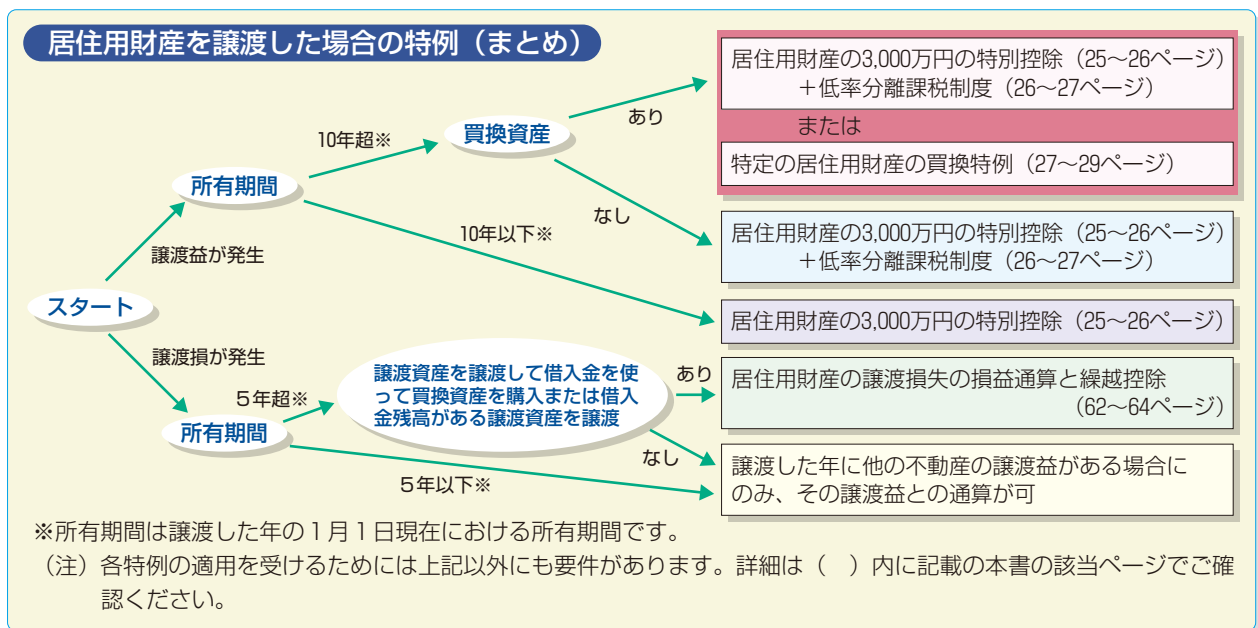 居住用財産を譲渡した場合の特例（まとめ）
居住用財産の3,000万円の特別控除（25～26ページ）
＋低率分離課税制度（26～27ページ）
または
特定の居住用財産の買換特例（27～29ページ）
あり
買換資産
10年超※
所有期間
なし
居住用財産の3,000万円の特別控除（25～26ページ）
＋低率分離課税制度（26～27ページ）
10年以下※
譲渡益が発生
スタート
居住用財産の3,000万円の特別控除（25～26ページ）
譲渡損が発生
５年超※
所有期間
譲渡資産を譲渡して借入金を使
って買換資産を購入または借入
金残高がある譲渡資産を譲渡
あり
居住用財産の譲渡損失の損益通算と繰越控除
（62～64ページ）
なし
５年以下※
譲渡した年に他の不動産の譲渡益がある場合に
のみ、その譲渡益との通算が可
※所有期間は譲渡した年の１月１日現在における所有期間です。
（注）各特例の適用を受けるためには上記以外にも要件があります。詳細は（　）内に記載の本書の該当ページでご確
認ください。